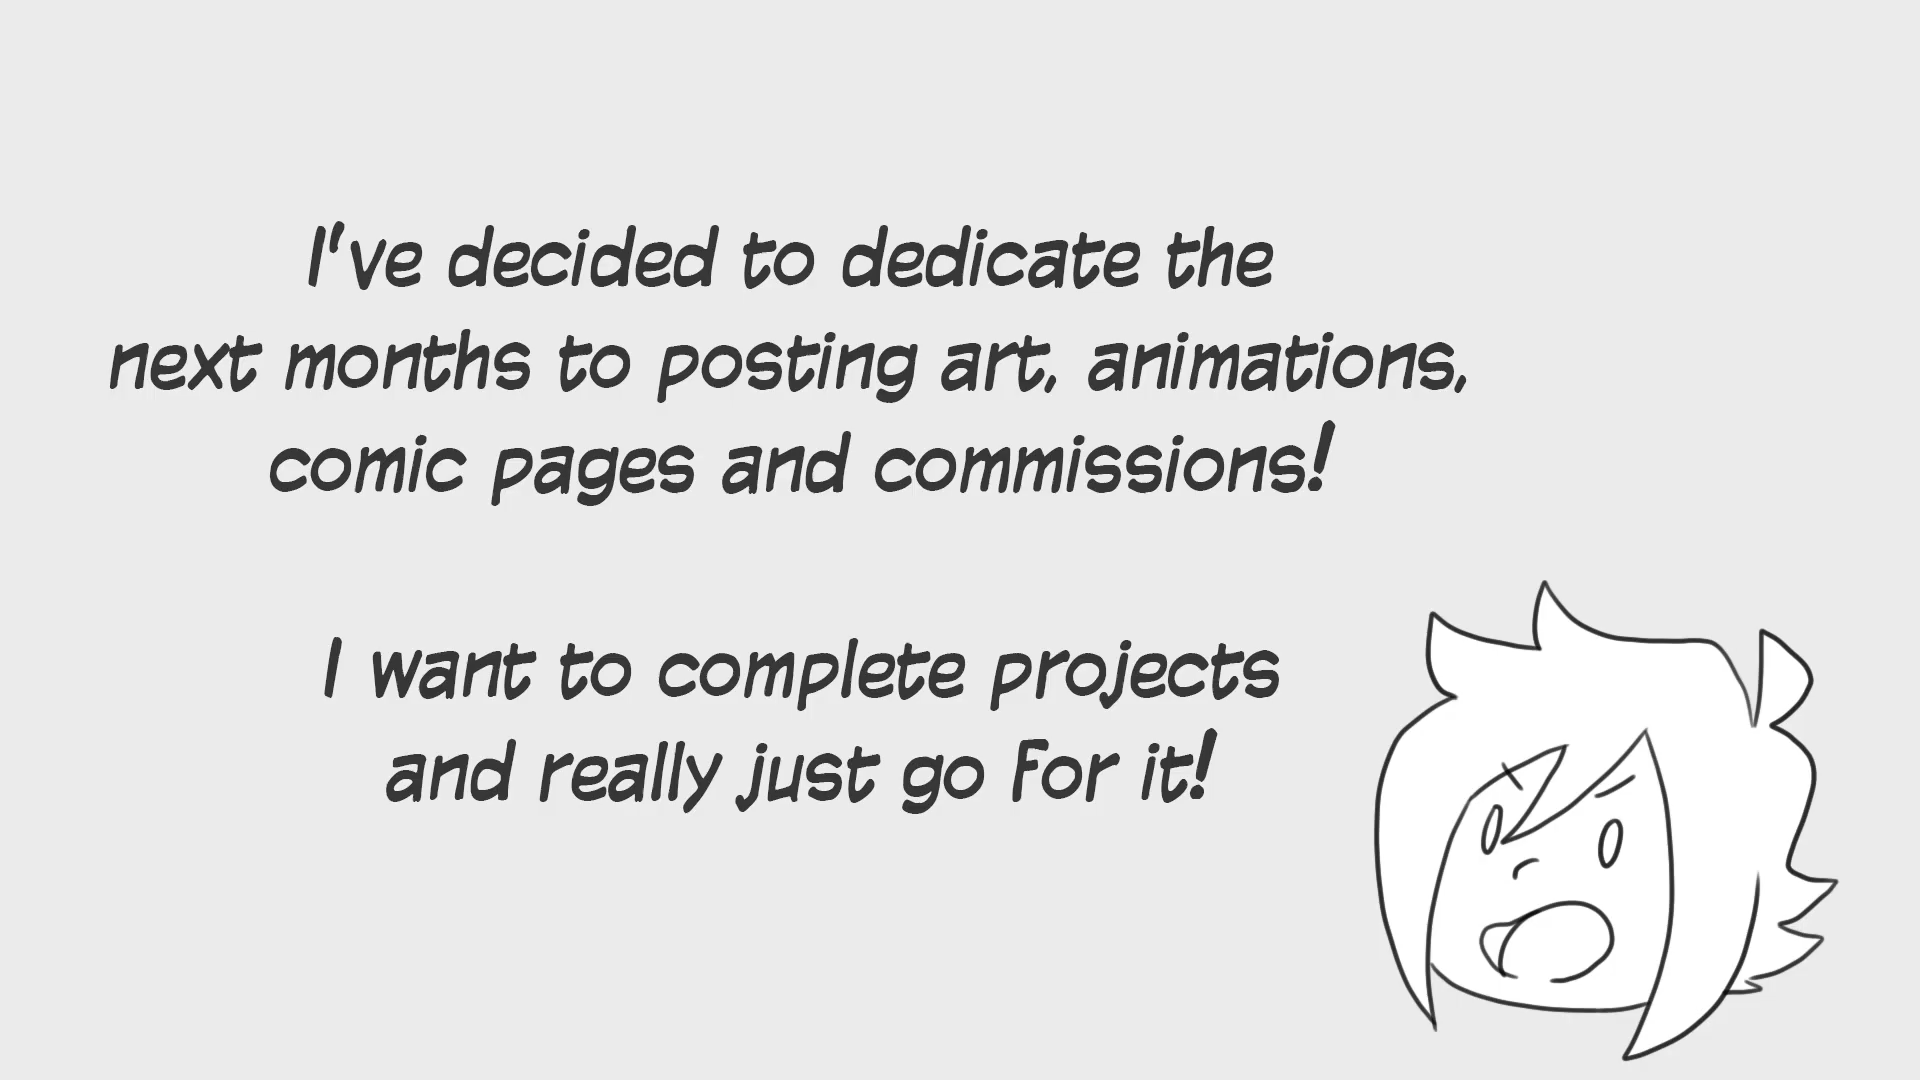 I've decided to dedicate the
next months to posting art, animations,
comic pages and commissions!
I want to complete projects
and really just go for it!